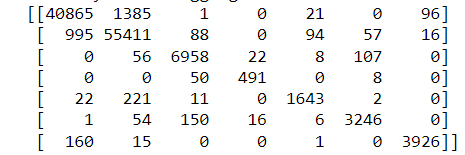 [[40865 1385 1 0 21 0 96]
[ 995 55411 88 0 94 57 16]
[ 0 56 6958 22 8 107 0]
[ 0 0 50 491 0 8 0]
[ 22 221 11 0 1643 2 0]
[ 1 54 150 16 6 3246 0]
[ 160 15 0 0 1 0 3926]]